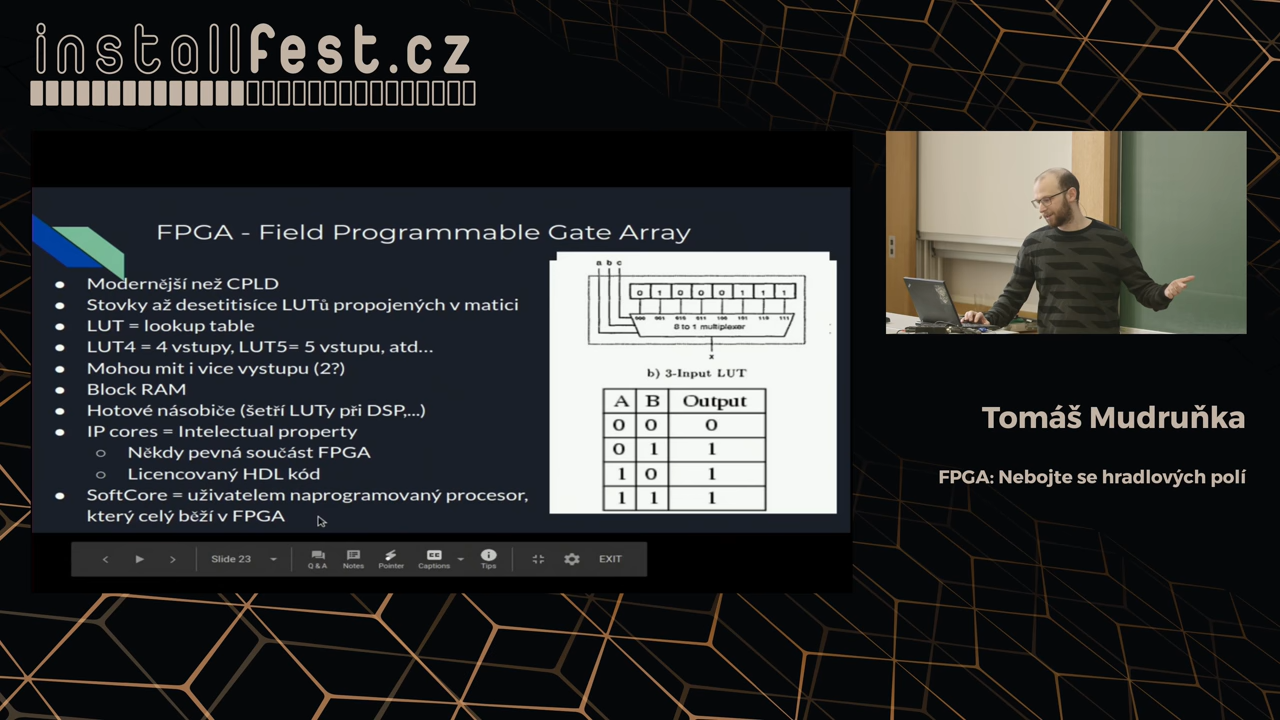 installfest.cz
FPGA - Field Programmable Gate Array
Modernější než CPLD
Stovky až desetitisíce LUTů propojených v matici
LUT = lookup table
LUT4 = 4 vstupy, LUT5= 5 vstupu, atd...
Mohou mit i vice vystupu (2?)
Block RAM
Hotové násobiče (šetří LUTy při DSP,...)
IP cores = Intelectual property
Někdy pevná součást FPGA
Licencovaný HDL kód
SoftCore = uživatelem naprogramovaný procesor,
který celý běží v FPGA
a b c
0 1 0 0 0 1 1 1
000 001 010 011 100 101 110 111
8 to 1 multiplexer
x
b) 3-Input LUT
A B Output
0 0 0
0 1 1
1 0 1
1 1 1
Slide 23
Q & A
Notes
Pointer
CC
Captions
Tips
EXIT
Tomáš Mudruňka
FPGA: Nebojte se hradlových polí